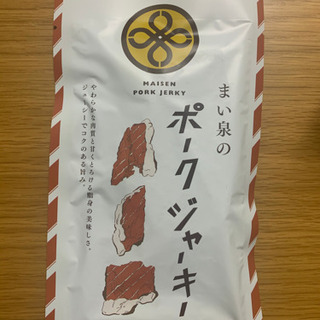 MAISEN
PORK JERKY
まい泉の
ポークジャーキー
やわらかな肉質と甘くとろける脂身の美味しさ。
ジューシーでコクのある旨み。